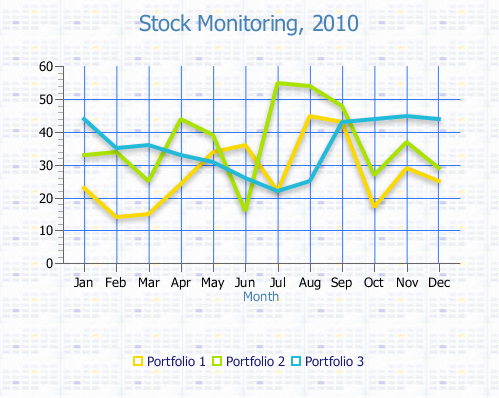 Stock Monitoring, 2010
60
50
40
30
20
10
0
Jan Feb Mar Apr May Jun Jul Aug Sep Oct Nov Dec
Month
Portfolio 1 Portfolio 2 Portfolio 3